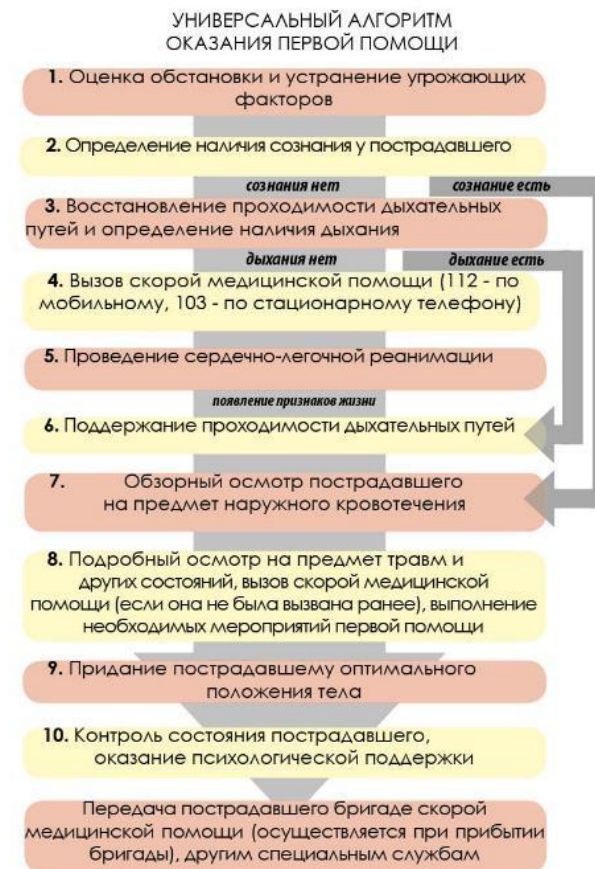 УНИВЕРСАЛЬНЫЙ АЛГОРИТМ
ОКАЗАНИЯ ПЕРВОЙ ПОМОЩИ
1. Оценка обстановки и устранение угрожающих
факторов
2. Определение наличия сознания у пострадавшего
сознания нет
сознание есть
3. Восстановление проходимости дыхательных
путей и определение наличия дыхания
дыхания нет
дыхание есть
4. Вызов скорой медицинской помощи (112 - по
мобильному, 103 - по стационарному телефону)
5. Проведение сердечно-легочной реанимации
появление признаков жизни
6. Поддержание проходимости дыхательных путей
7. Обзорный осмотр пострадавшего
на предмет наружного кровотечения
8. Подробный осмотр на предмет травм и
других состояний, вызов скорой медицинской
помощи (если она не была вызвана ранее), выполнение
необходимых мероприятий первой помощи
9. Придание пострадавшему оптимального
положения тела
10. Контроль состояния пострадавшего,
оказание психологической поддержки
Передача пострадавшего бригаде скорой
медицинской помощи (осуществляется при прибытии
бригады), другим специальным службам